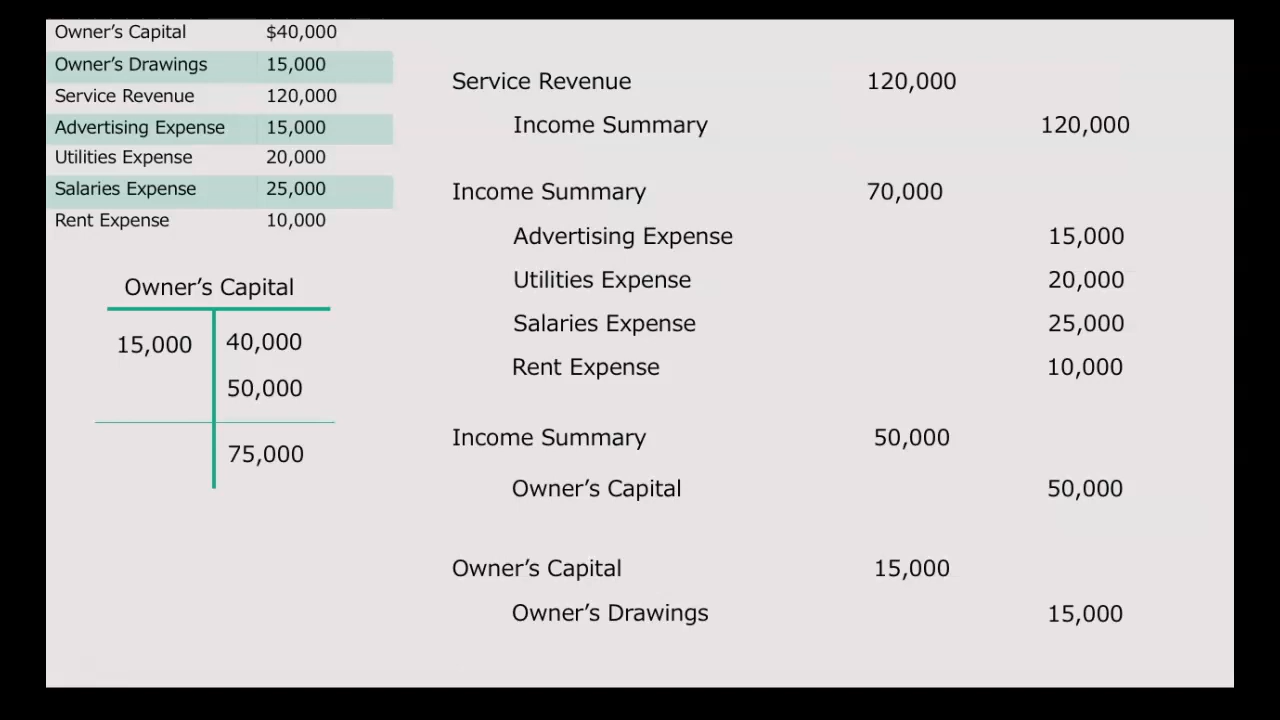 Owner’s Capital $40,000
Owner’s Drawings 15,000
Service Revenue 120,000
Advertising Expense 15,000
Utilities Expense 20,000
Salaries Expense 25,000
Rent Expense 10,000
Owner’s Capital
15,000 40,000
50,000
75,000
Service Revenue 120,000
Income Summary 120,000
Income Summary 70,000
Advertising Expense 15,000
Utilities Expense 20,000
Salaries Expense 25,000
Rent Expense 10,000
Income Summary 50,000
Owner’s Capital 50,000
Owner’s Capital 15,000
Owner’s Drawings 15,000